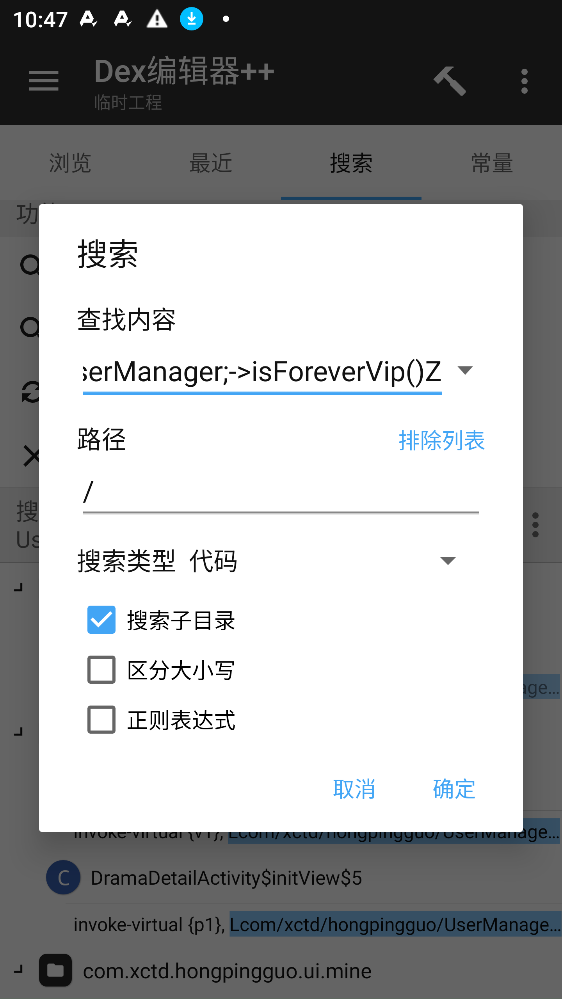 10:47
Dex编辑器++
临时工程
浏览
最近
搜索
常量
搜索
查找内容
serManager;->isForeverVip()Z
路径
排除列表
/
搜索类型 代码
搜索子目录
区分大小写
正则表达式
取消
确定
invoke-virtual {v1}, Lcom/xctd/hongpingguo/UserManage...
C
DramaDetailActivity$initView$5
invoke-virtual {p1}, Lcom/xctd/hongpingguo/UserManage...
com.xctd.hongpingguo.ui.mine